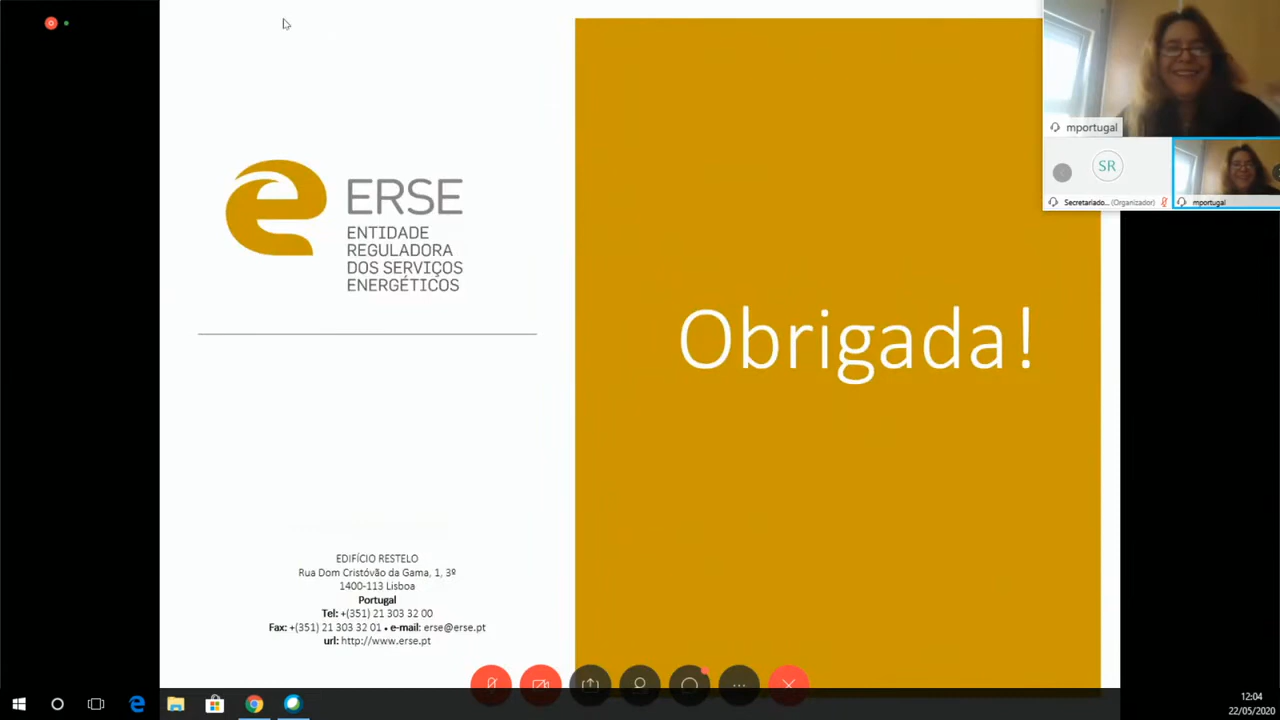 ERSE
ENTIDADE
REGULADORA
DOS SERVIÇOS
ENERGÉTICOS
Obrigada!
EDIFÍCIO RESTELO
Rua Dom Cristóvão da Gama, 1, 3º
1400-113 Lisboa
Portugal
Tel: +(351) 21 303 32 00
Fax: +(351) 21 303 32 01 • e-mail: erse@erse.pt
url: http://www.erse.pt
mportugal
SR
Secretariado... (Organizador)
mportugal
12:04
22/05/2020